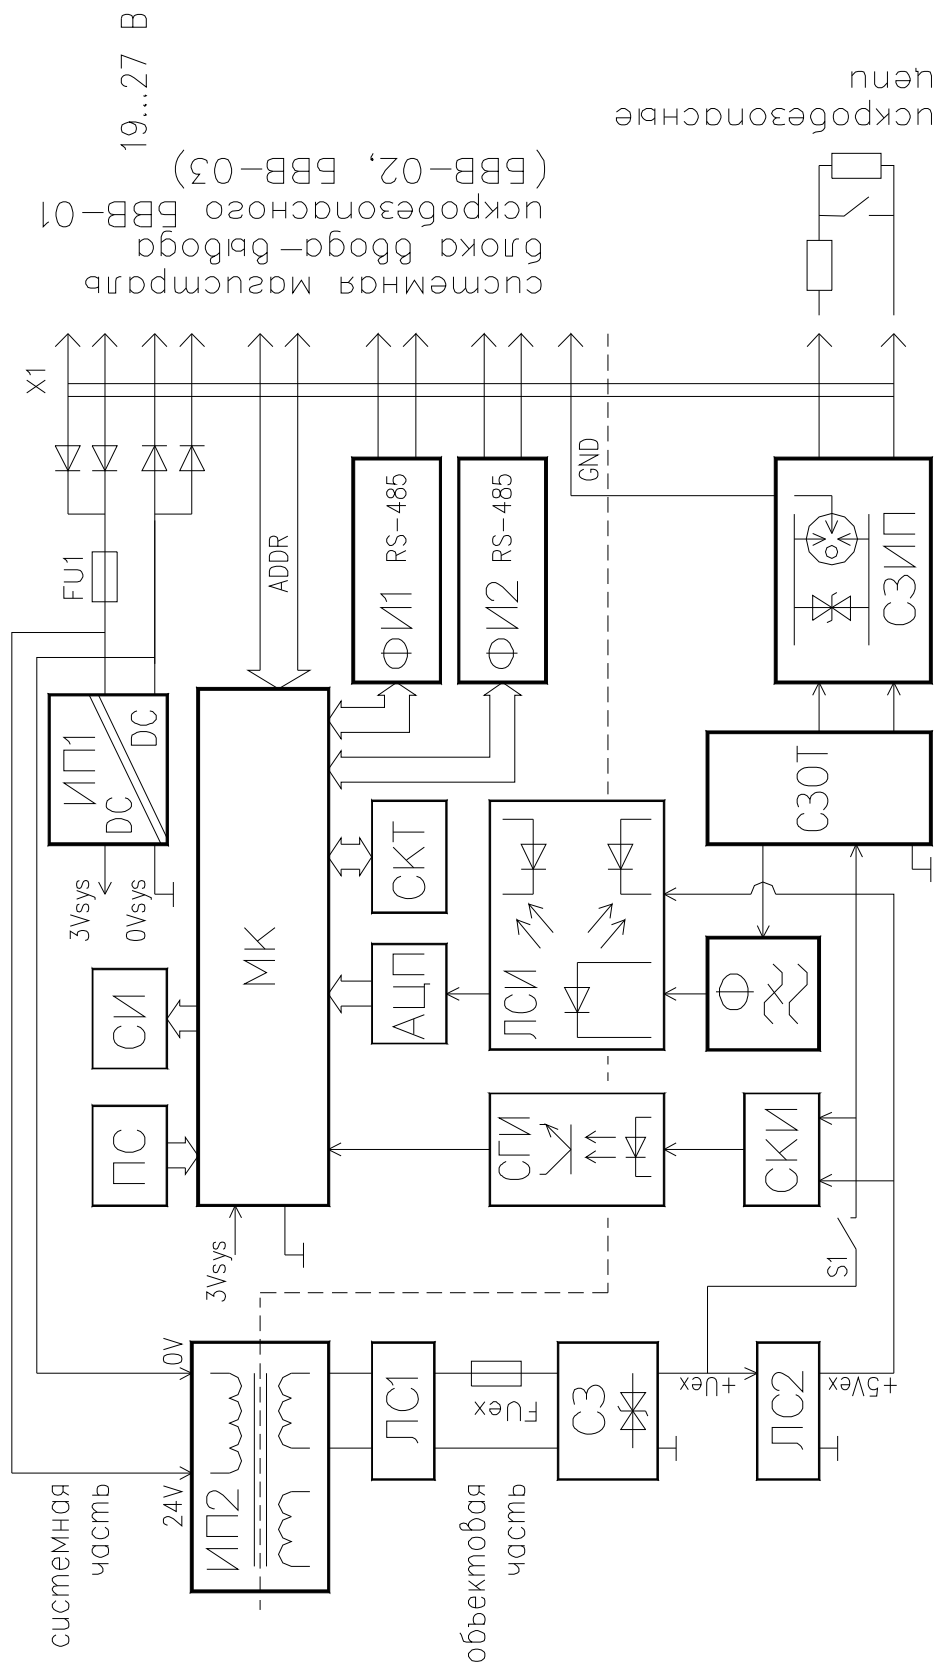 системная
часть
объектовая
часть
24V
0V
ИП2
ЛС1
FUex
СЗ
+Uex
ЛС2
+5Vex
S1
3Vsys
ПС
СИ
МК
СГИ
СКИ
АЦП
ЛСИ
Ф
СКТ
3Vsys
0Vsys
ИП1
DC
DC
СЗОТ
FU1
ADDR
ФИ1 RS-485
ФИ2 RS-485
GND
СЗИП
X1
19...27 В
системная магистраль
блока ввода-вывода
искробезопасного БВВ-01
(БВВ-02, БВВ-03)
искробезопасные
цепи